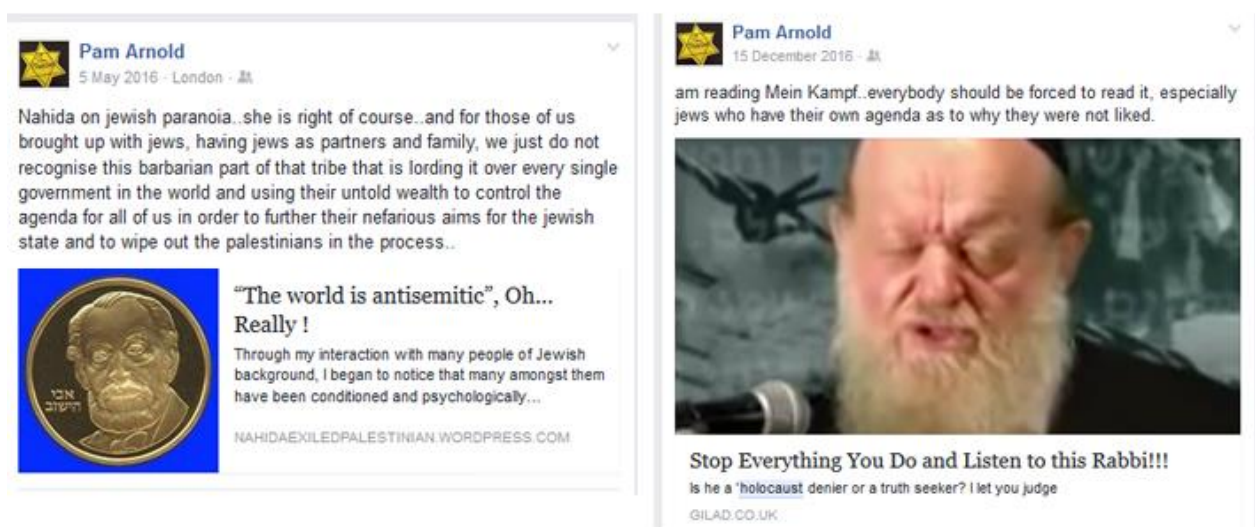 Pam Arnold
5 May 2016 · London ·
Nahida on jewish paranoia..she is right of course..and for those of us
brought up with jews, having jews as partners and family, we just do not
recognise this barbarian part of that tribe that is lording it over every single
government in the world and using their untold wealth to control the
agenda for all of us in order to further their nefarious aims for the jewish
state and to wipe out the palestinians in the process..
אבי
הישוב
"The world is antisemitic", Oh...
Really !
Through my interaction with many people of Jewish
background, I began to notice that many amongst them
have been conditioned and psychologically...
NAHIDAEXILEDPALESTINIAN.WORDPRESS.COM
Pam Arnold
15 December 2016 ·
am reading Mein Kampf..everybody should be forced to read it, especially
jews who have their own agenda as to why they were not liked.
Stop Everything You Do and Listen to this Rabbi!!!
Is he a 'holocaust denier or a truth seeker? I let you judge
GILAD.CO.UK